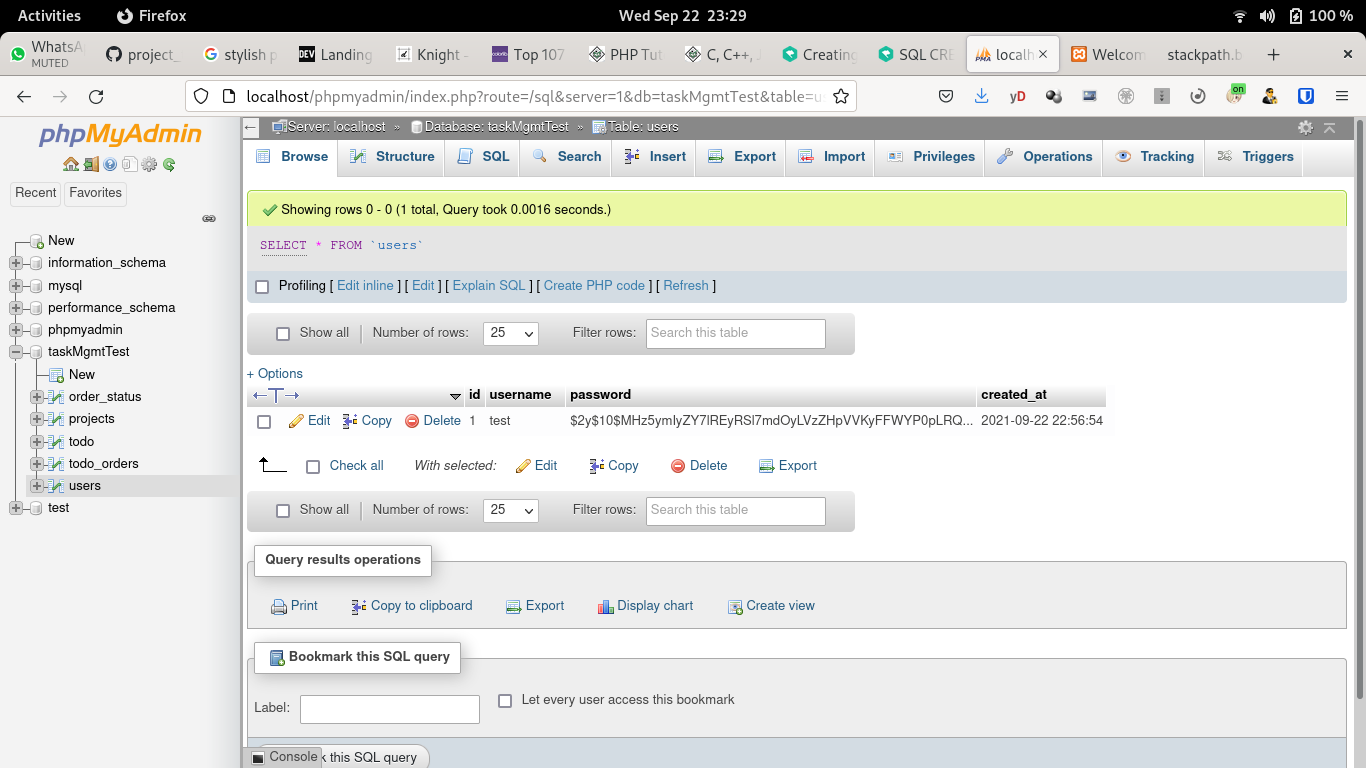 Activities Firefox Wed Sep 22 23:29 100 %
WhatsA project_ stylish p DEV Landing Knight - colorlib Top 107 PHP Tut C, C++, J Creating SQL CRE PMA localh Welcom stackpath.b
MUTED
localhost/phpmyadmin/index.php?route=/sql&server=1&db=taskMgmtTest&table=u yD on
phpMyAdmin
Recent Favorites
New
information_schema
mysql
performance_schema
phpmyadmin
taskMgmtTest
New
order_status
projects
todo
todo_orders
users
test
Server: localhost » Database: taskMgmtTest » Table: users
Browse Structure SQL Search Insert Export Import Privileges Operations Tracking Triggers
Showing rows 0 - 0 (1 total, Query took 0.0016 seconds.)
SELECT * FROM `users`
Profiling [ Edit inline ] [ Edit ] [ Explain SQL ] [ Create PHP code ] [ Refresh ]
Show all Number of rows: 25 Filter rows: Search this table
+ Options
id username password created_at
Edit Copy Delete 1 test $2y$10$MHz5ymIyZY7lREyRSl7mdOyLVzZHpVVKyFFWYP0pLRQ... 2021-09-22 22:56:54
Check all With selected: Edit Copy Delete Export
Show all Number of rows: 25 Filter rows: Search this table
Query results operations
Print Copy to clipboard Export Display chart Create view
Bookmark this SQL query
Label: Let every user access this bookmark
Console k this SQL query